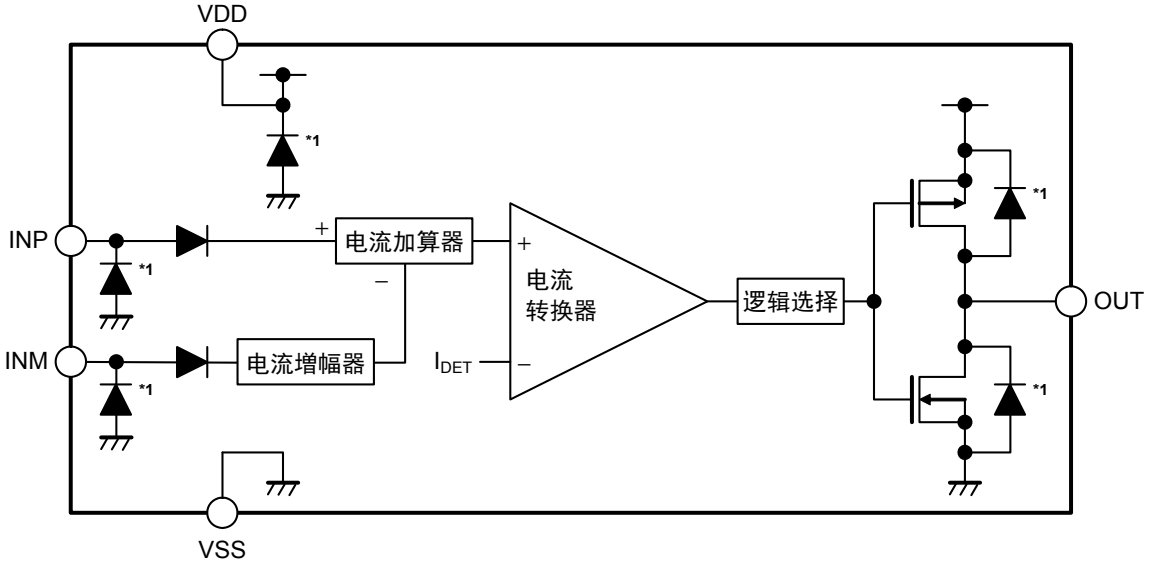 VDD
*1
*1
INP
*1
+
电流加算器
−
+
电流
转换器
逻辑选择
OUT
INM
*1
电流增幅器
IDET
−
*1
*1
VSS